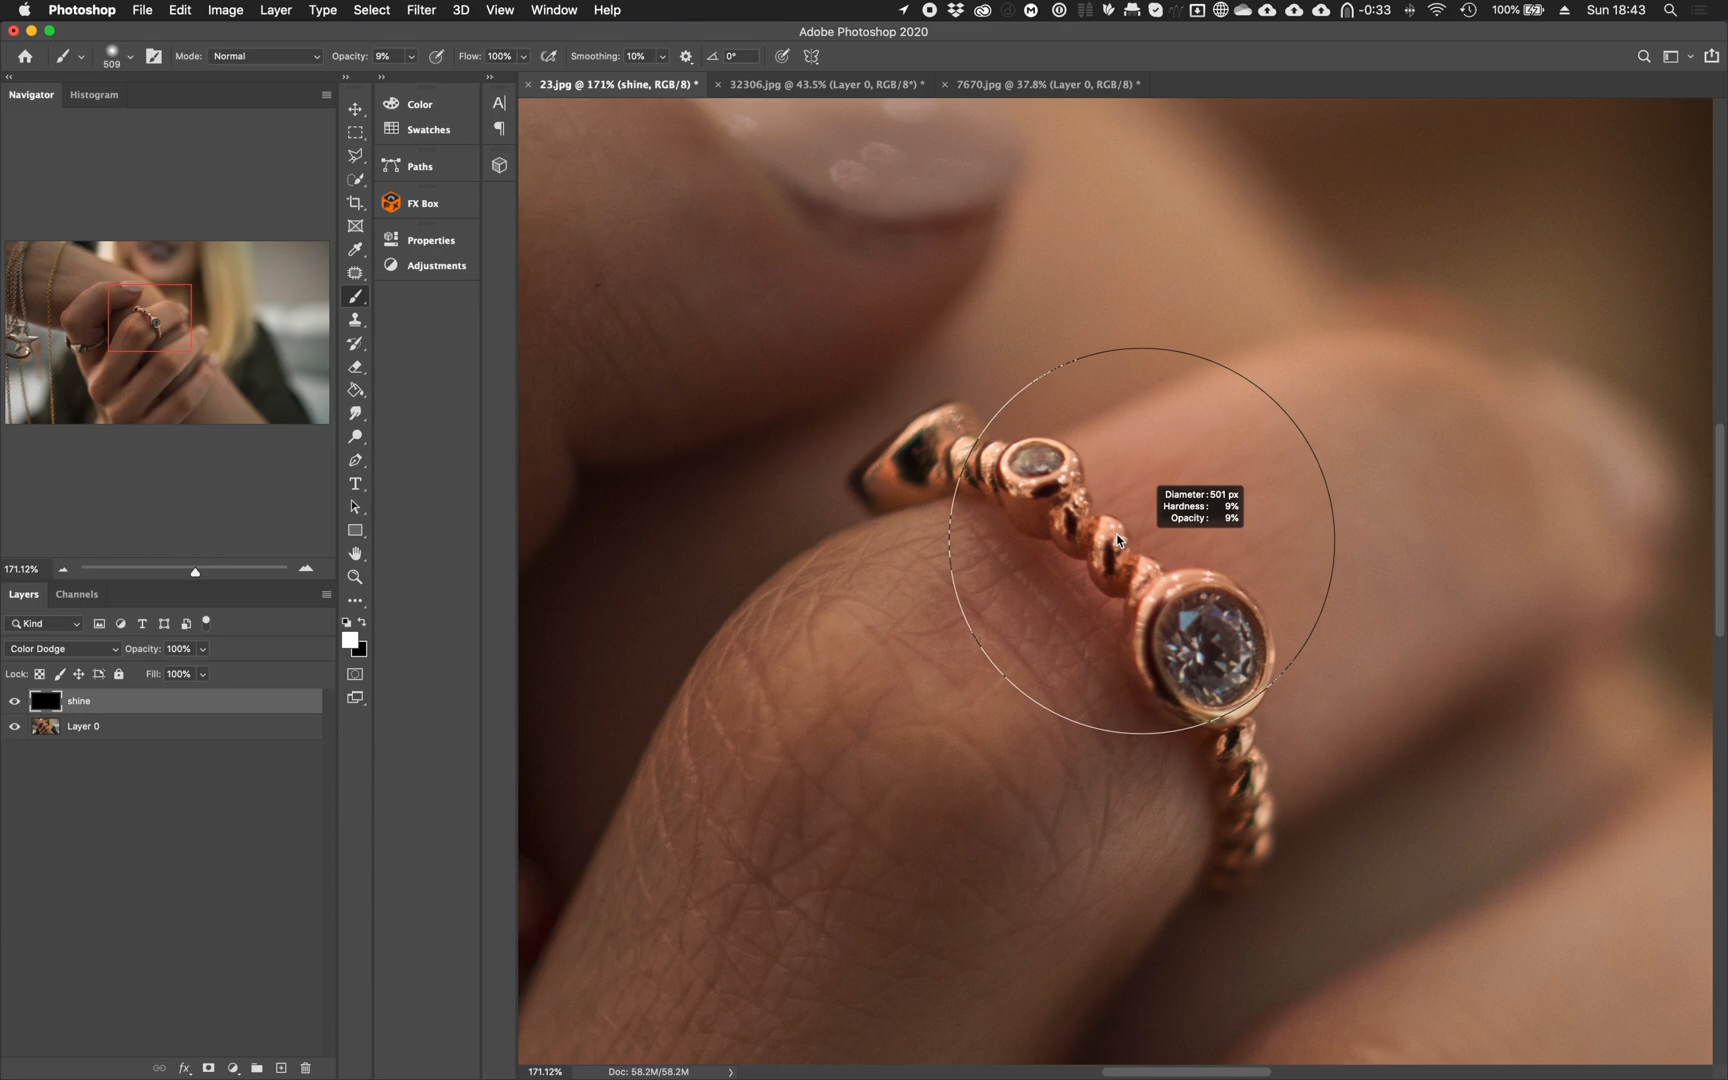 Photoshop File Edit Image Layer Type Select Filter 3D View Window Help -0:33 100% Sun 18:43
Adobe Photoshop 2020
509 Mode: Normal Opacity: 9% Flow: 100% Smoothing: 10% 0°
Navigator Histogram
23.jpg @ 171% (shine, RGB/8) * 32306.jpg @ 43.5% (Layer 0, RGB/8*) * 7670.jpg @ 37.8% (Layer 0, RGB/8) *
Color
Swatches
Paths
FX Box
Properties
Adjustments
Diameter: 501 px
Hardness: 9%
Opacity: 9%
171.12%
Layers Channels
Kind
Color Dodge Opacity: 100%
Lock: Fill: 100%
shine
Layer 0
171.12% Doc: 58.2M/58.2M